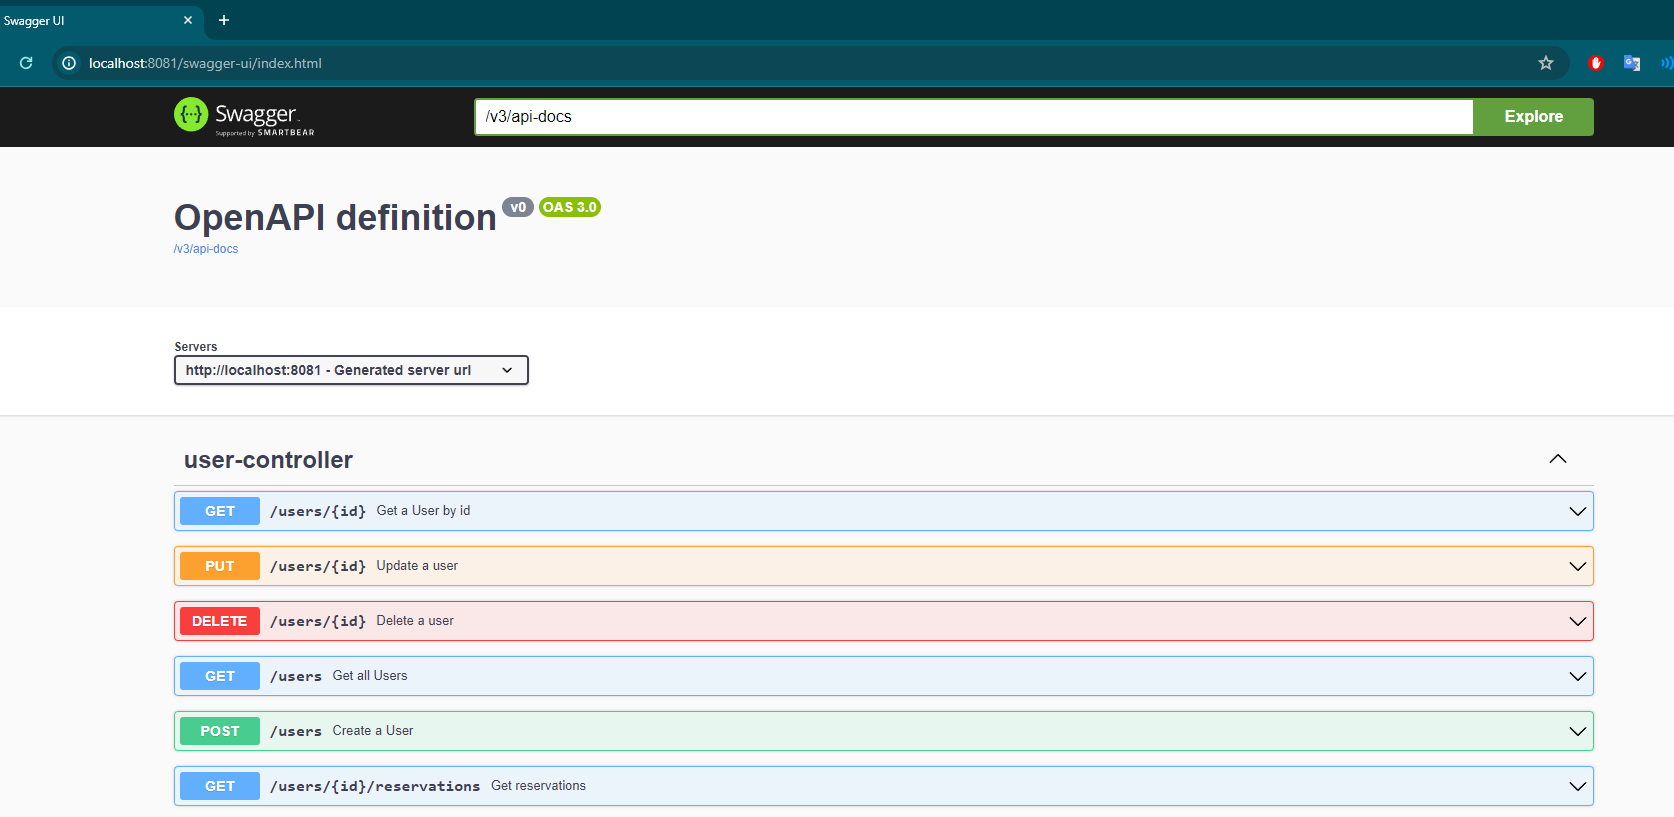 Swagger UI
localhost:8081/swagger-ui/index.html
Swagger
Supported by SMARTBEAR
/v3/api-docs
Explore
OpenAPI definition v0 OAS 3.0
/v3/api-docs
Servers
http://localhost:8081 - Generated server url
user-controller
GET /users/{id} Get a User by id
PUT /users/{id} Update a user
DELETE /users/{id} Delete a user
GET /users Get all Users
POST /users Create a User
GET /users/{id}/reservations Get reservations